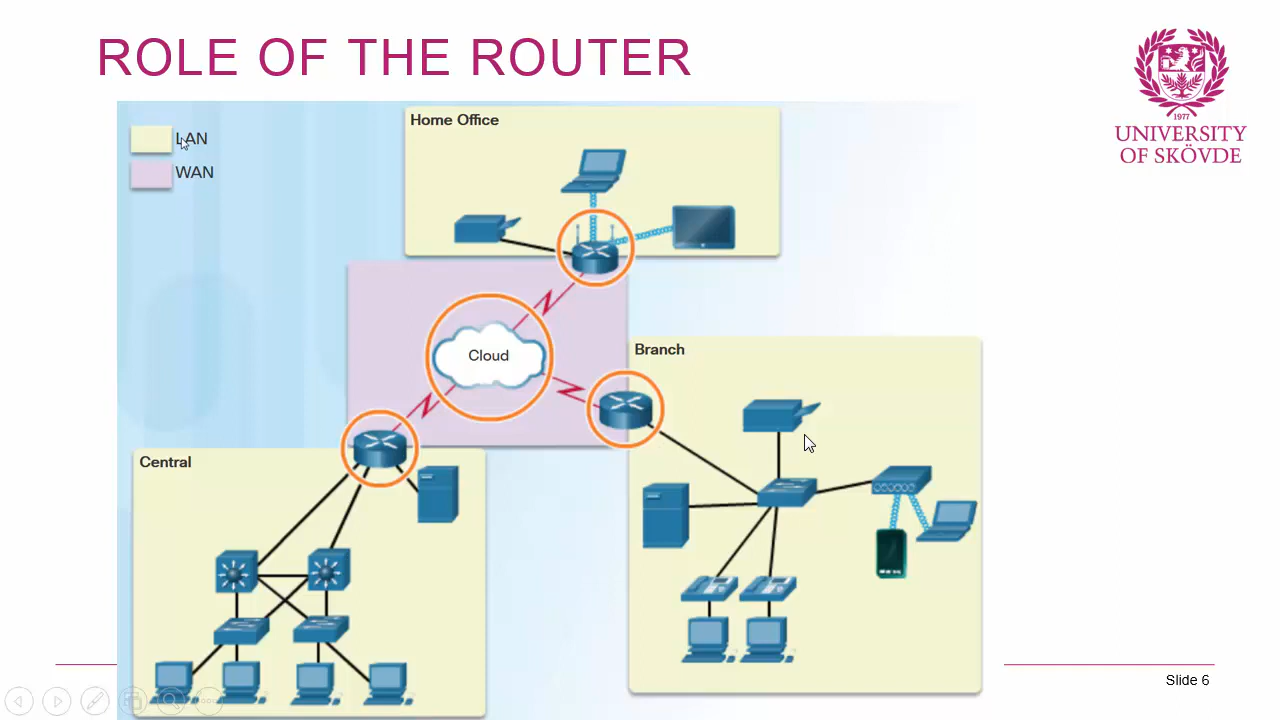 ROLE OF THE ROUTER
1977
UNIVERSITY
OF SKÖVDE
LAN
WAN
Home Office
Cloud
Branch
Central
Slide 6